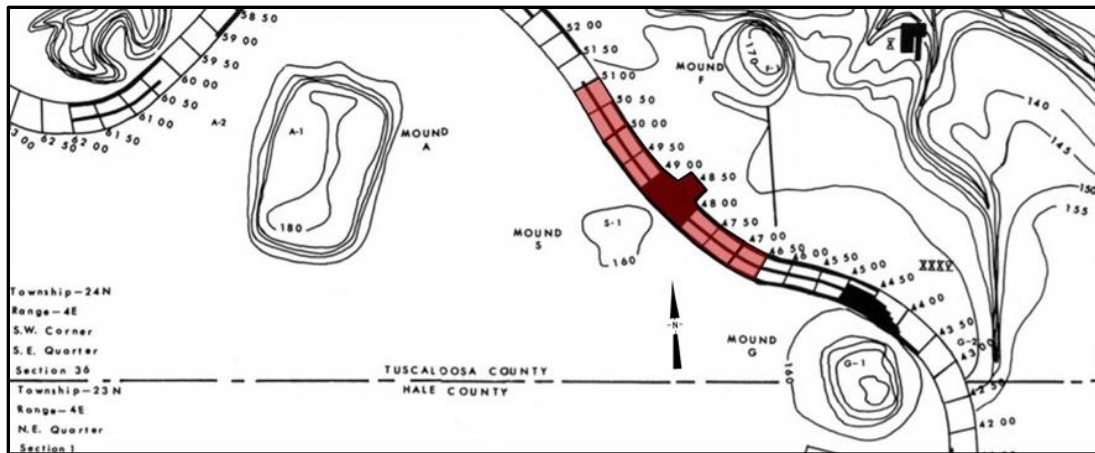 58 50
59 00
59 50
60 00
60 50
61 00
61 50
62 00
62 50
63 00
A-2
A-1
MOUND
A
180
52 00
51 50
51 00
50 50
50 00
49 50
49 00
48 50
48 00
47 50
47 00
46 50
46 00
45 50
45 00
44 50
44 00
43 50
43 00
42 50
42 00
MOUND
F
170
F-1
140
145
150
155
XXXV
MOUND
S
S-1
160
-N-
MOUND
G
160
G-1
G-2
Township—24N
Range—4E
S.W. Corner
S.E. Quarter
Section 36
TUSCALOOSA COUNTY
HALE COUNTY
Township—23N
Range—4E
N.E. Quarter
Section 1